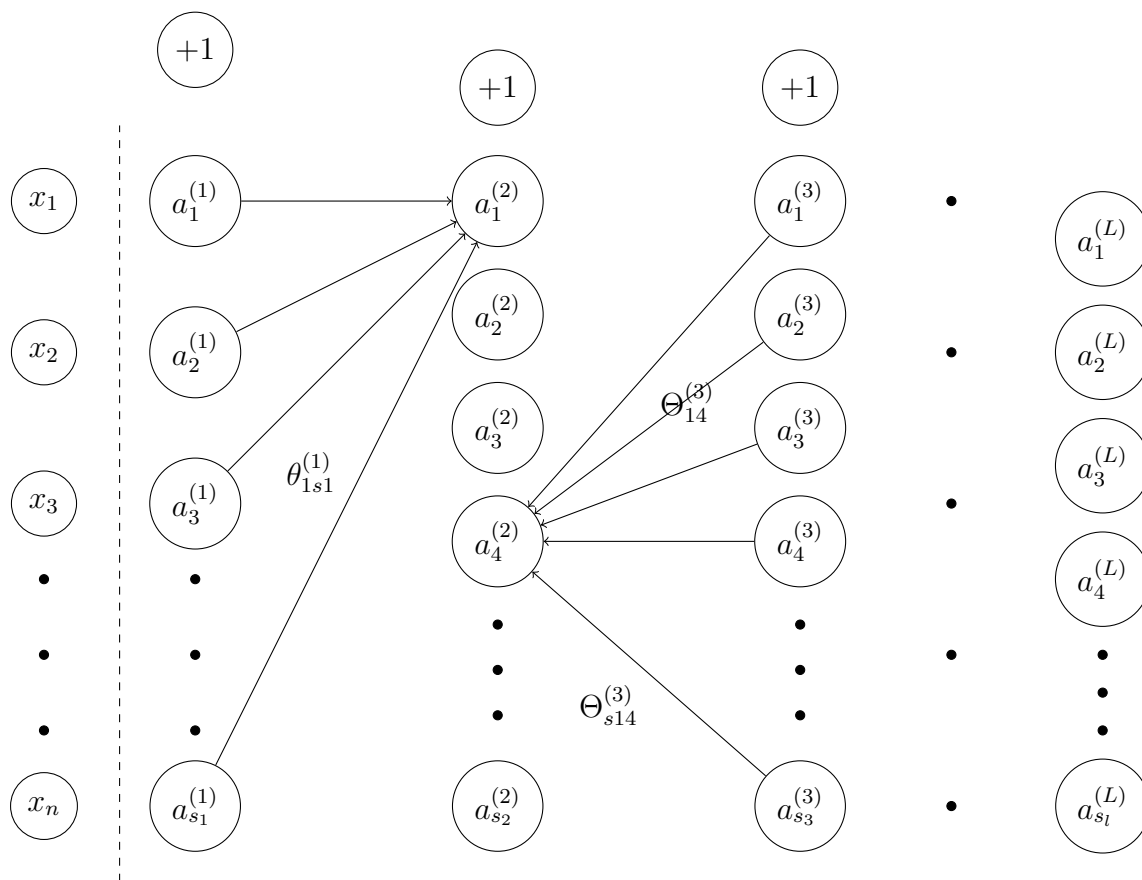 +1
+1 +1
x_1 a_1^{(1)} a_1^{(2)} a_1^{(3)}
a_1^{(L)}
a_2^{(2)} a_2^{(3)}
x_2 a_2^{(1)} a_2^{(L)}
Θ_{14}^{(3)}
a_3^{(2)} a_3^{(3)}
θ_{1s1}^{(1)} a_3^{(L)}
x_3 a_3^{(1)}
a_4^{(2)} a_4^{(3)}
a_4^{(L)}
Θ_{s14}^{(3)}
x_n a_{s_1}^{(1)} a_{s_2}^{(2)} a_{s_3}^{(3)} a_{s_l}^{(L)}